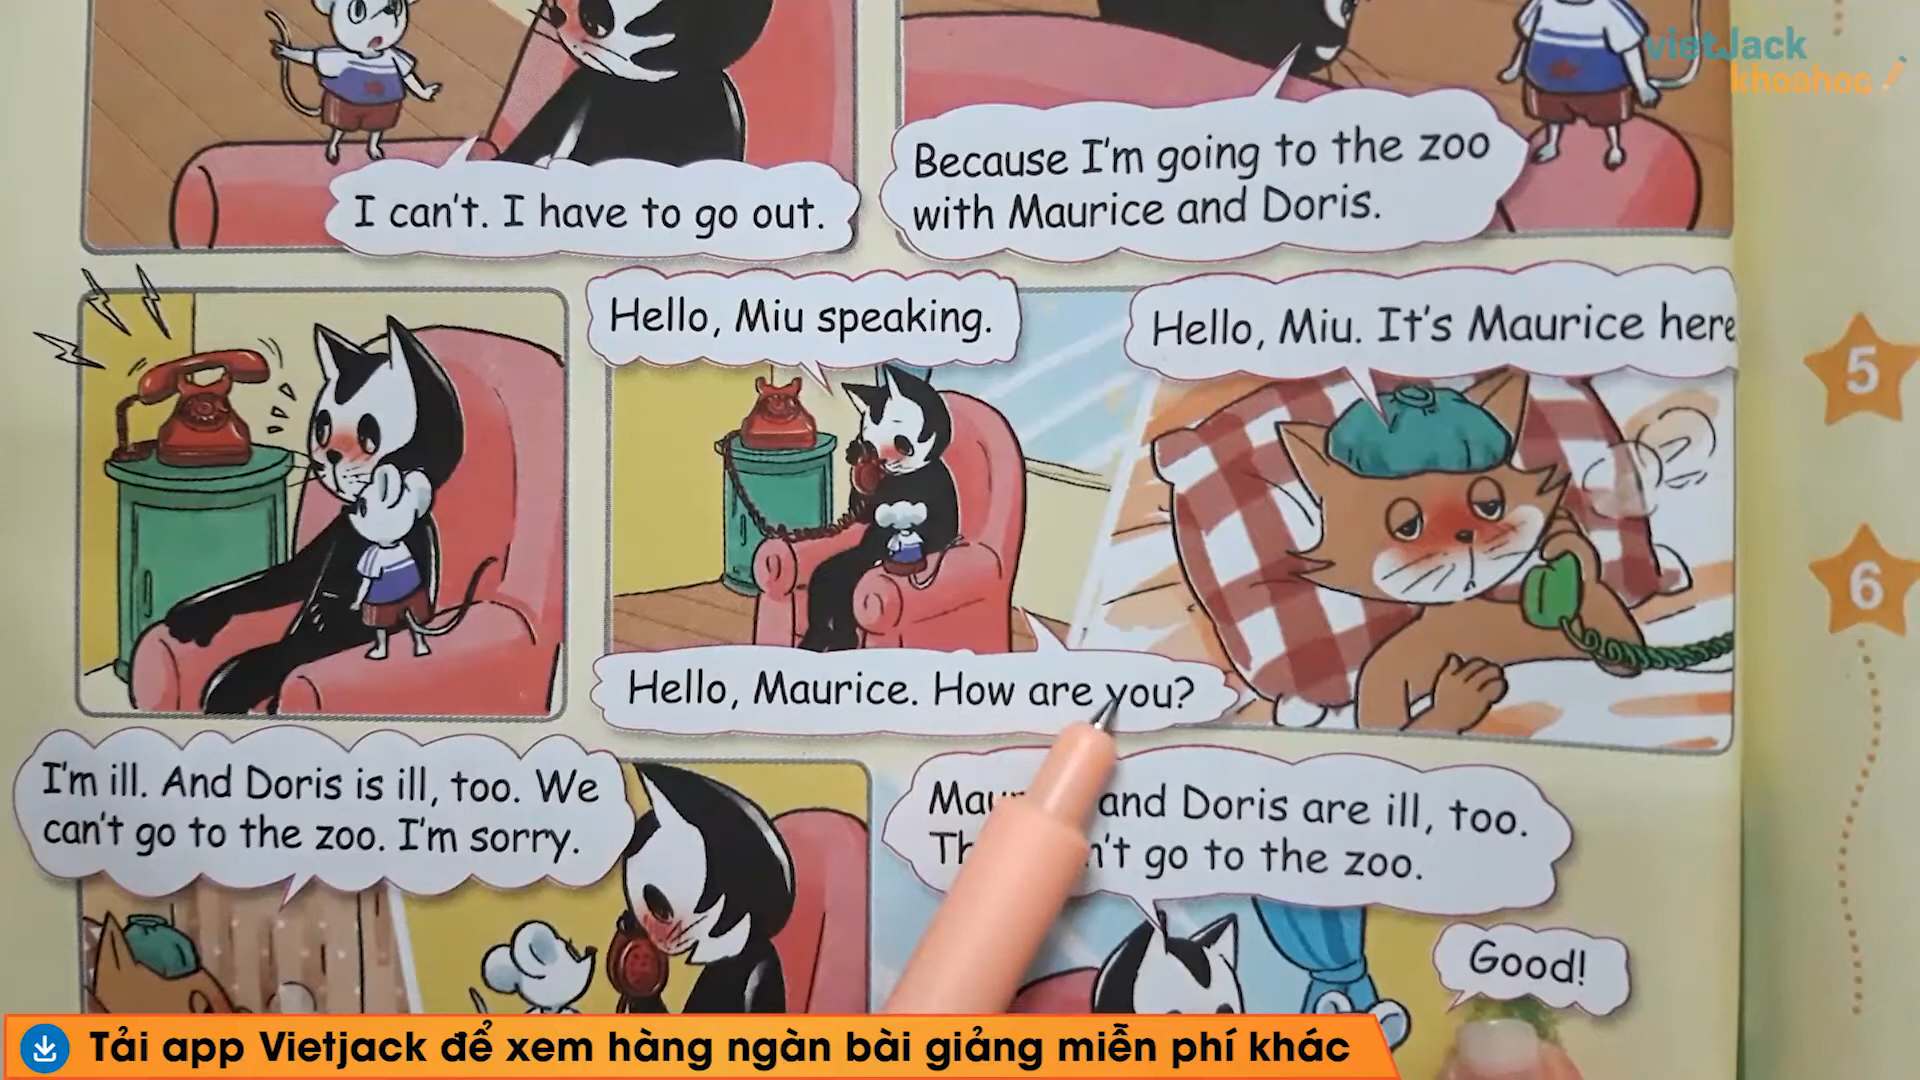 vietJack
khoahoc
I can't. I have to go out.
Because I'm going to the zoo
with Maurice and Doris.
Hello, Miu speaking.
Hello, Miu. It's Maurice here
5
Hello, Maurice. How are you?
6
I'm ill. And Doris is ill, too. We
can't go to the zoo. I'm sorry.
and Doris are ill, too.
go to the zoo.
Good!
Tải app Vietjack để xem hàng ngàn bài giảng miễn phí khác